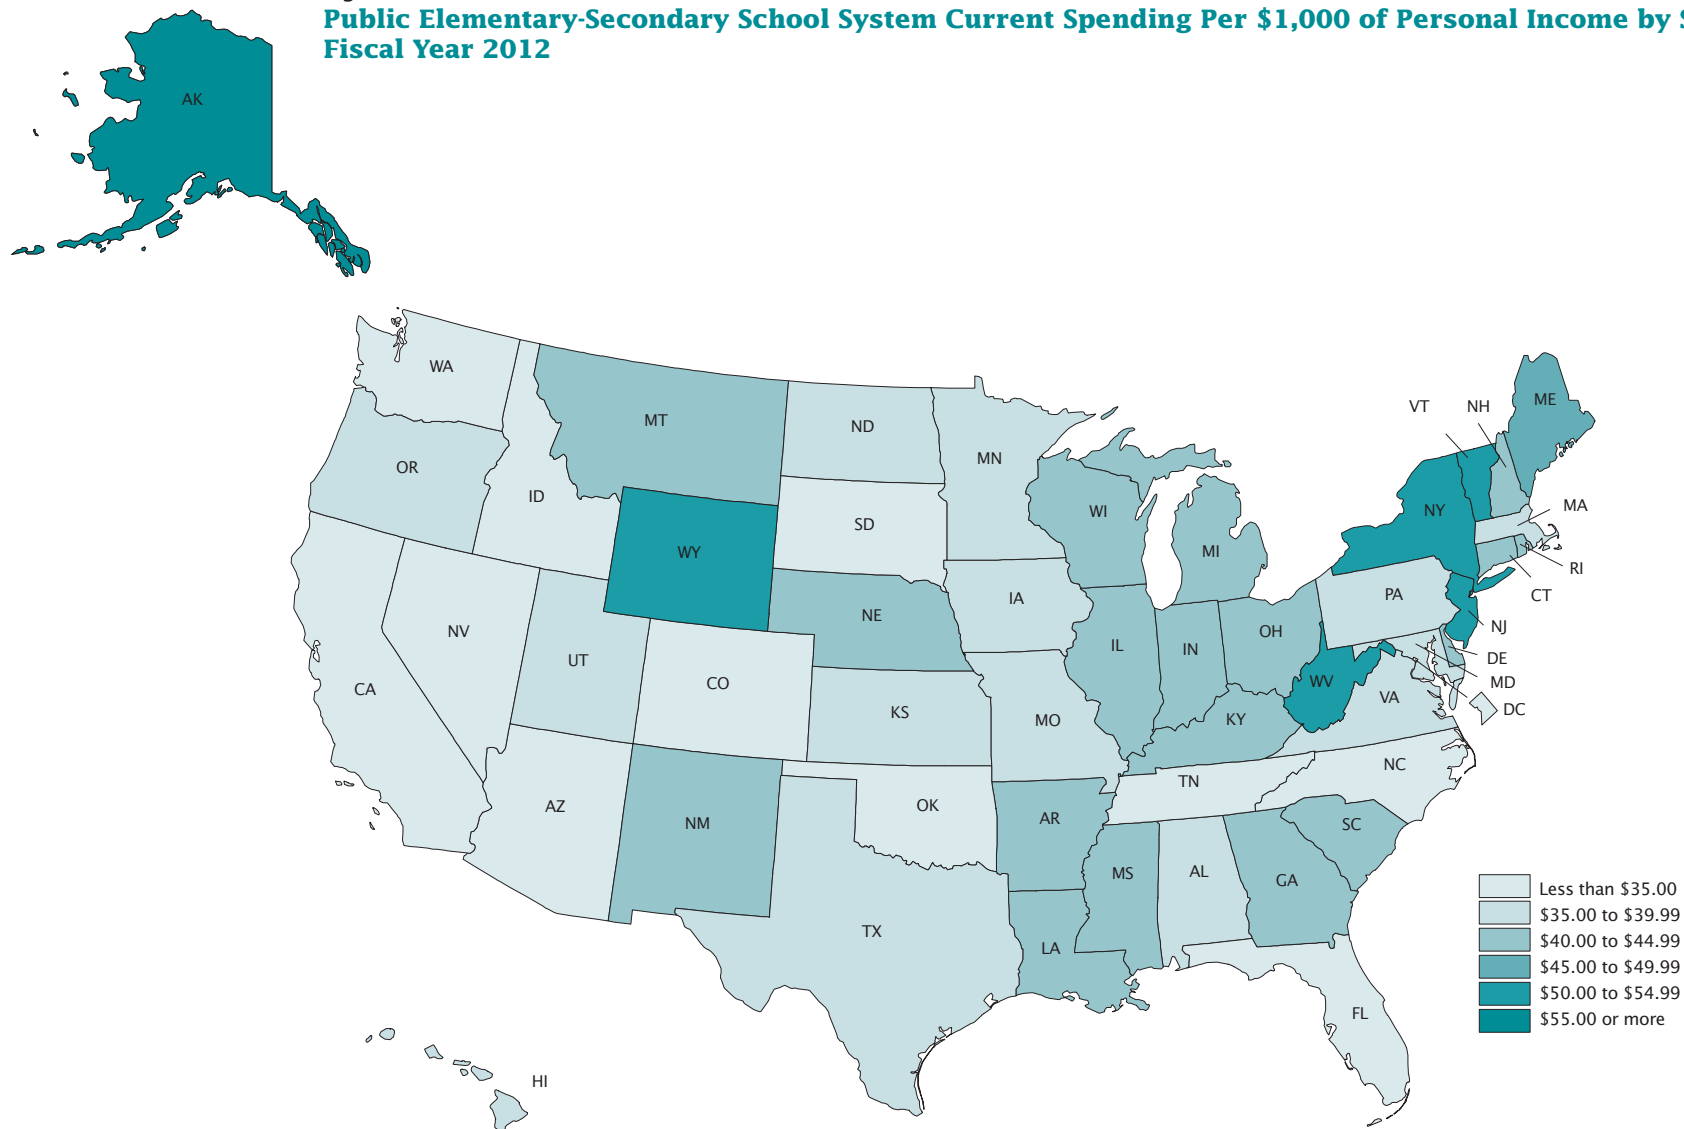 Public Elementary-Secondary School System Current Spending Per $1,000 of Personal Income by
Fiscal Year 2012
AK
WA
MT
ND
MN
OR
ID
SD
WI
MI
VT
NH
ME
NY
MA
RI
CT
WY
IA
NE
PA
NJ
NV
UT
CO
IL
IN
OH
DE
MD
DC
CA
KS
MO
KY
WV
VA
AZ
NM
OK
TN
NC
AR
SC
MS
AL
GA
TX
LA
FL
HI
Less than $35.00
$35.00 to $39.99
$40.00 to $44.99
$45.00 to $49.99
$50.00 to $54.99
$55.00 or more